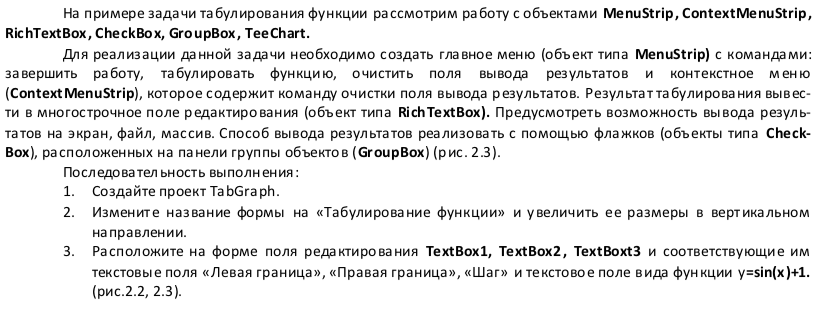 На примере задачи табулирования функции рассмотрим работу с объектами MenuStrip, ContextMenuStrip,
RichTextBox, CheckBox, GroupBox, TeeChart.
Для реализации данной задачи необходимо создать главное меню (объект типа MenuStrip) с командами:
завершить работу, табулировать функцию, очистить поля вывода результатов и контекстное меню
(ContextMenuStrip), которое содержит команду очистки поля вывода результатов. Результат табулирования вывес-
ти в многострочное поле редактирования (объект типа RichTextBox). Предусмотреть возможность вывода резуль-
татов на экран, файл, массив. Способ вывода результатов реализовать с помощью флажков (объекты типа Check-
Box), расположенных на панели группы объектов (GroupBox) (рис. 2.3).
Последовательность выполнения:
1. Создайте проект TabGraph.
2. Измените название формы на «Табулирование функции» и увеличить ее размеры в вертикальном
направлении.
3. Расположите на форме поля редактирования TextBox1, TextBox2, TextBoxt3 и соответствующие им
текстовые поля «Левая граница», «Правая граница», «Шаг» и текстовое поле вида функции y=sin(x)+1.
(рис.2.2, 2.3).